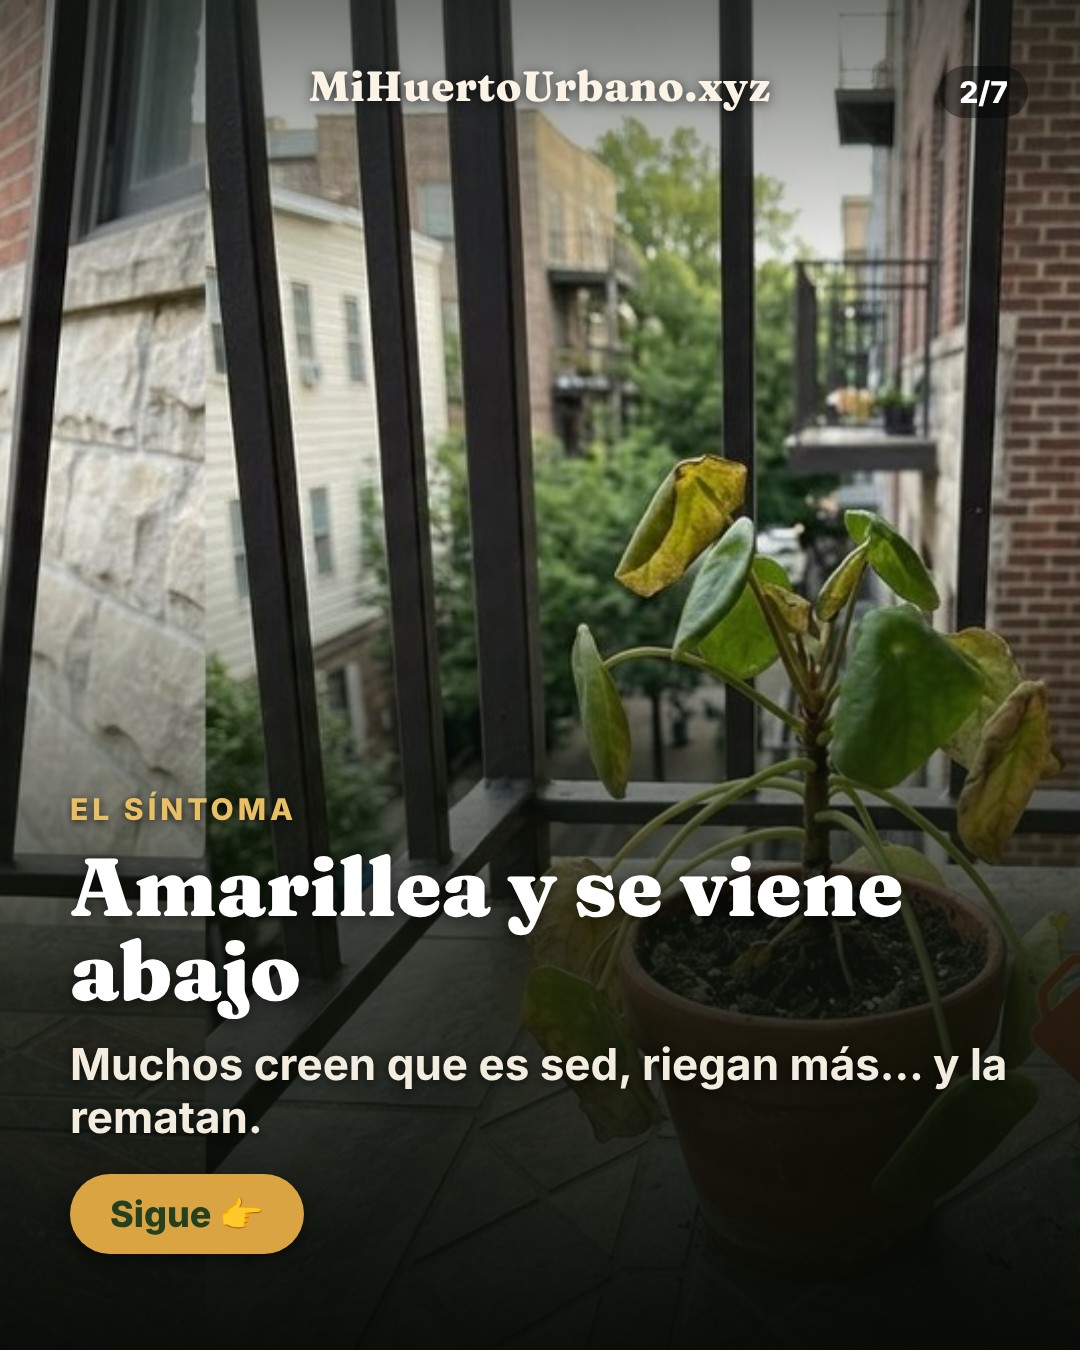 MiHuertoUrbano.xyz
2/7
EL SÍNTOMA
Amarillea y se viene
abajo
Muchos creen que es sed, riegan más... y la
rematan.
Sigue 👉